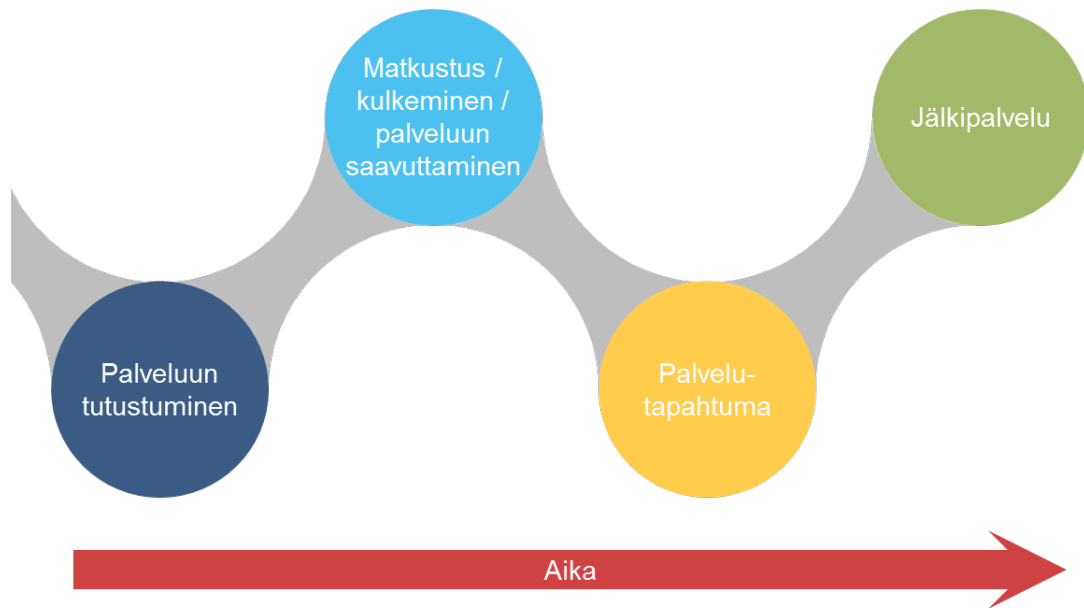 Palveluun
tutustuminen
Matkustus /
kulkeminen /
palveluun
saavuttaminen
Palvelu-
tapahtuma
Jälkipalvelu
Aika